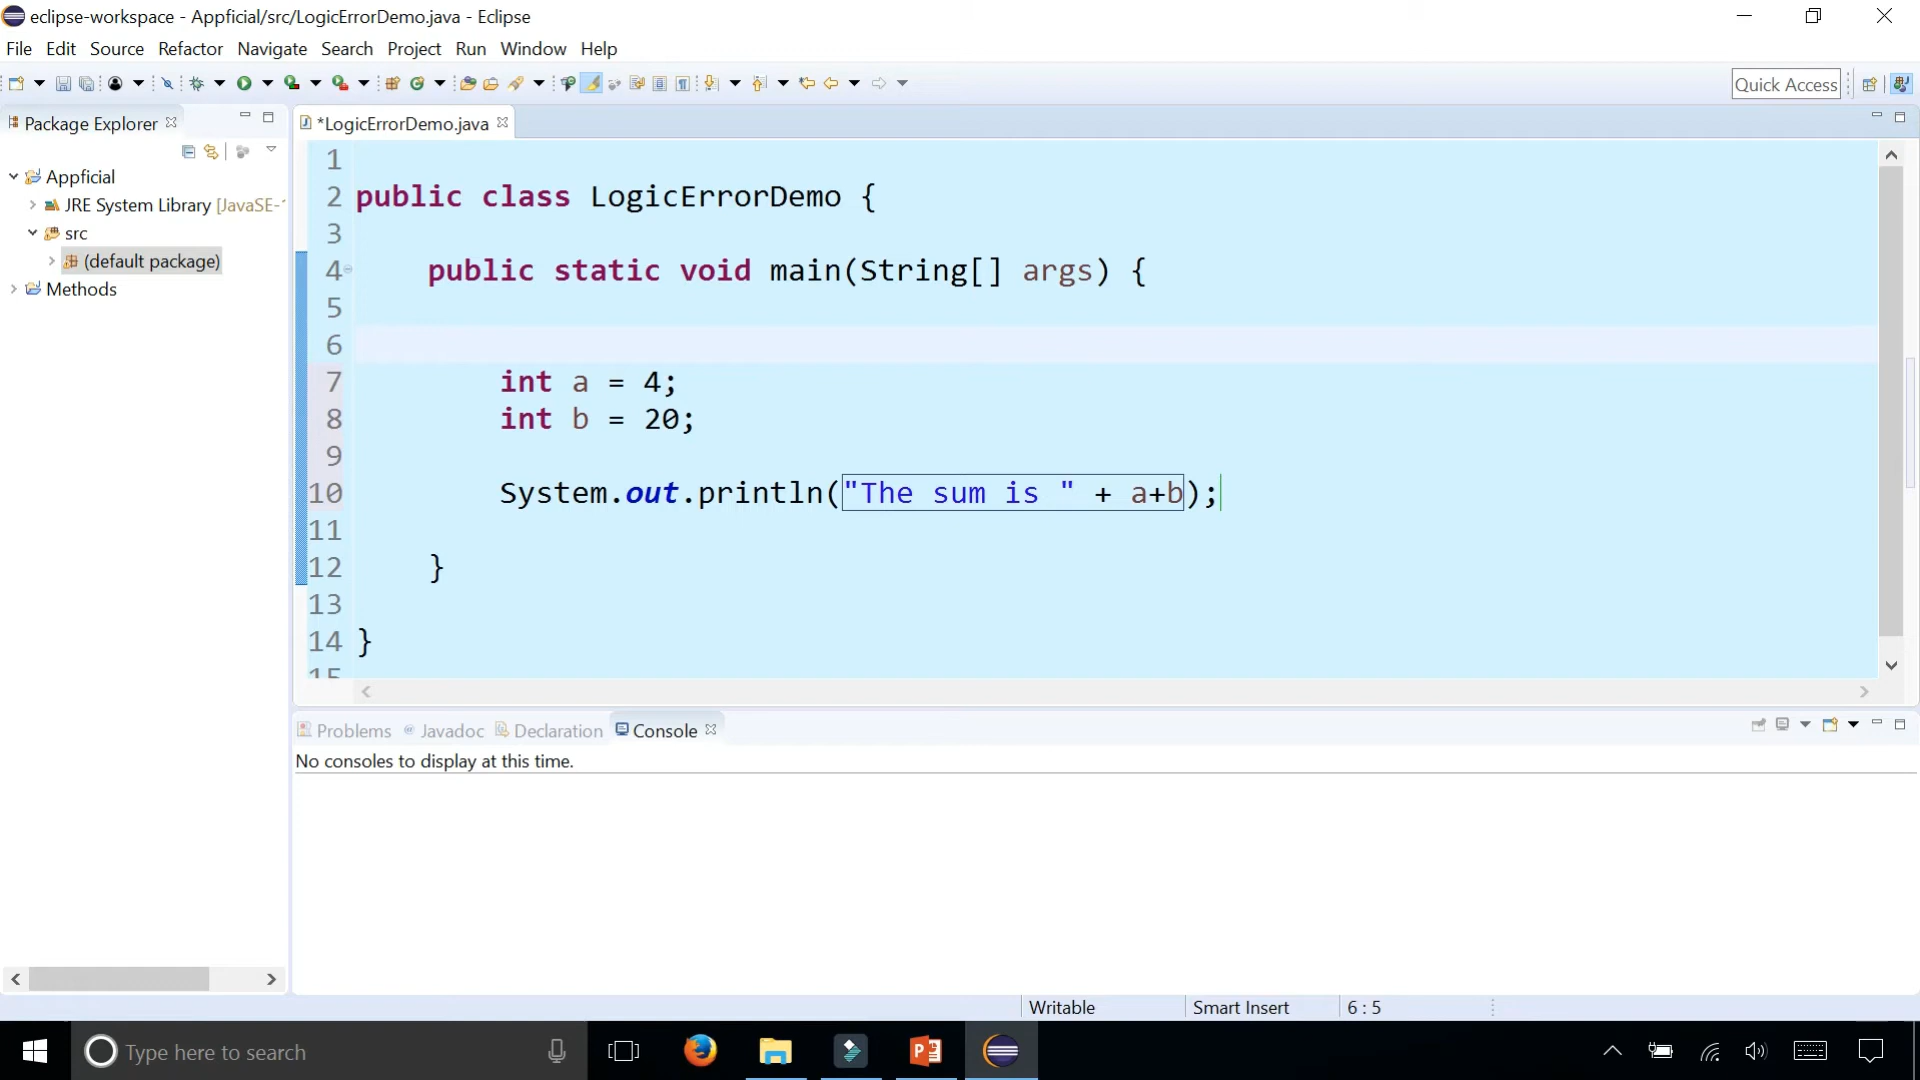 eclipse-workspace - Appficial/src/LogicErrorDemo.java - Eclipse
File Edit Source Refactor Navigate Search Project Run Window Help
Quick Access
Package Explorer
*LogicErrorDemo.java
Appficial
JRE System Library [JavaSE-
src
(default package)
Methods
1
2 public class LogicErrorDemo {
3
4 public static void main(String[] args) {
5
6
7 int a = 4;
8 int b = 20;
9
10 System.out.println("The sum is " + a+b);
11
12 }
13
14 }
15
Problems @ Javadoc Declaration Console
No consoles to display at this time.
Writable Smart Insert 6 : 5
Type here to search